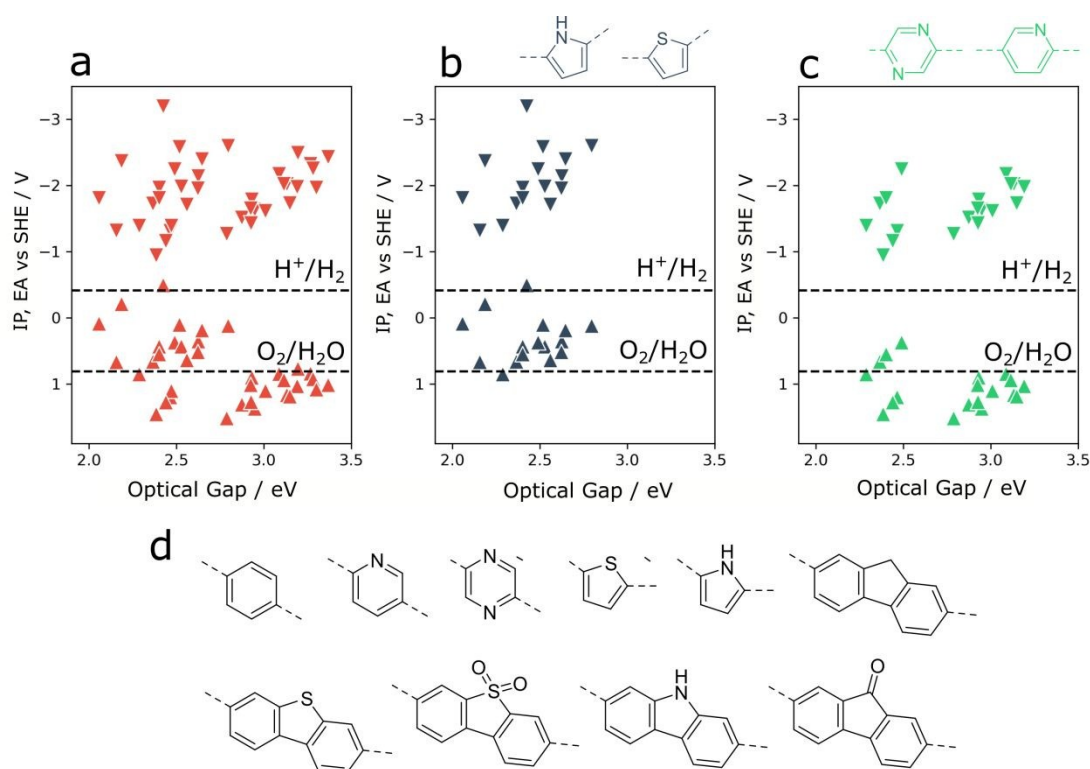 a
b
c
H
N
S
N
N
N
IP, EA vs SHE / V
−3
−2
−1
0
1
H⁺/H₂
O₂/H₂O
2.0 2.5 3.0 3.5
Optical Gap / eV
IP, EA vs SHE / V
−3
−2
−1
0
1
H⁺/H₂
O₂/H₂O
2.0 2.5 3.0 3.5
Optical Gap / eV
IP, EA vs SHE / V
−3
−2
−1
0
1
H⁺/H₂
O₂/H₂O
2.0 2.5 3.0 3.5
Optical Gap / eV
d
N
N
N
S
H
N
S
O
O
S
H
N
O